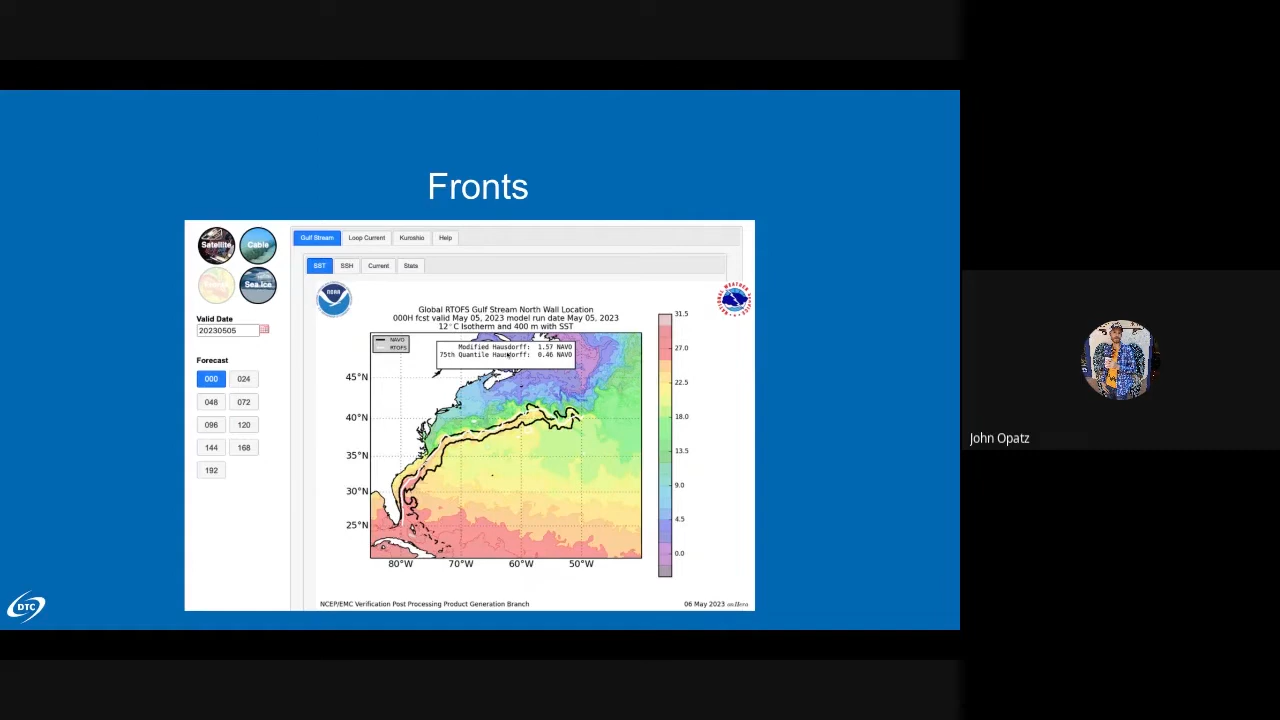 Fronts
Satellite
Cable
Sea Ice
Valid Date
20230505
Forecast
000 024
048 072
096 120
144 168
192
Gulf Stream Loop Current Kuroshio Help
SST SSH Current Stats
NOAA
Global RTOFS Gulf Stream North Wall Location
000H fcst valid May 05, 2023 model run date May 05, 2023
12°C Isotherm and 400 m with SST
NAVO
RTOFS
Modified Hausdorff: 1.57 NAVO
75th Quantile Hausdorff: 0.46 NAVO
45°N
40°N
35°N
30°N
25°N
80°W 70°W 60°W 50°W
31.5
27.0
22.5
18.0
13.5
9.0
4.5
0.0
NCEP/EMC Verification Post Processing Product Generation Branch
06 May 2023 on Hera
DTC
John Opatz